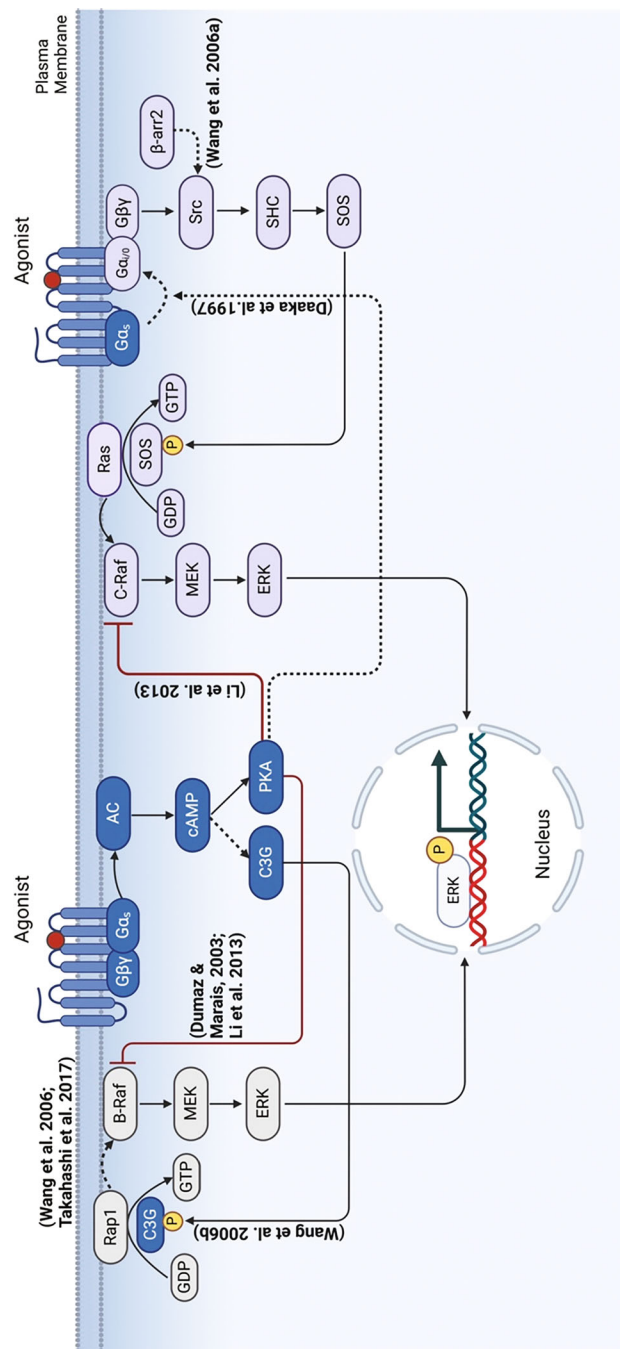 (Wang et al. 2006;
Takahashi et al. 2017)
Rap1
C3G
P
GDP
GTP
(Wang et al. 2006b)
B-Raf
MEK
ERK
(Dumaz &
Marais, 2003;
Li et al. 2013)
Agonist
Gβγ
Gαs
AC
cAMP
C3G
PKA
(Li et al. 2013)
C-Raf
MEK
ERK
Ras
SOS
P
GDP
GTP
Agonist
Gαs
Gαi/0
Gβγ
(Daaka et al.1997)
β-arr2
(Wang et al. 2006a)
Src
SHC
SOS
Plasma
Membrane
ERK
P
Nucleus